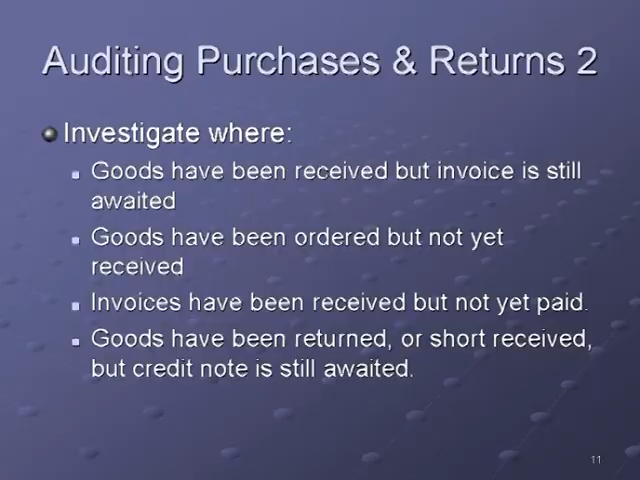 Auditing Purchases & Returns 2
Investigate where:
Goods have been received but invoice is still
awaited
Goods have been ordered but not yet
received
Invoices have been received but not yet paid.
Goods have been returned, or short received,
but credit note is still awaited.
11